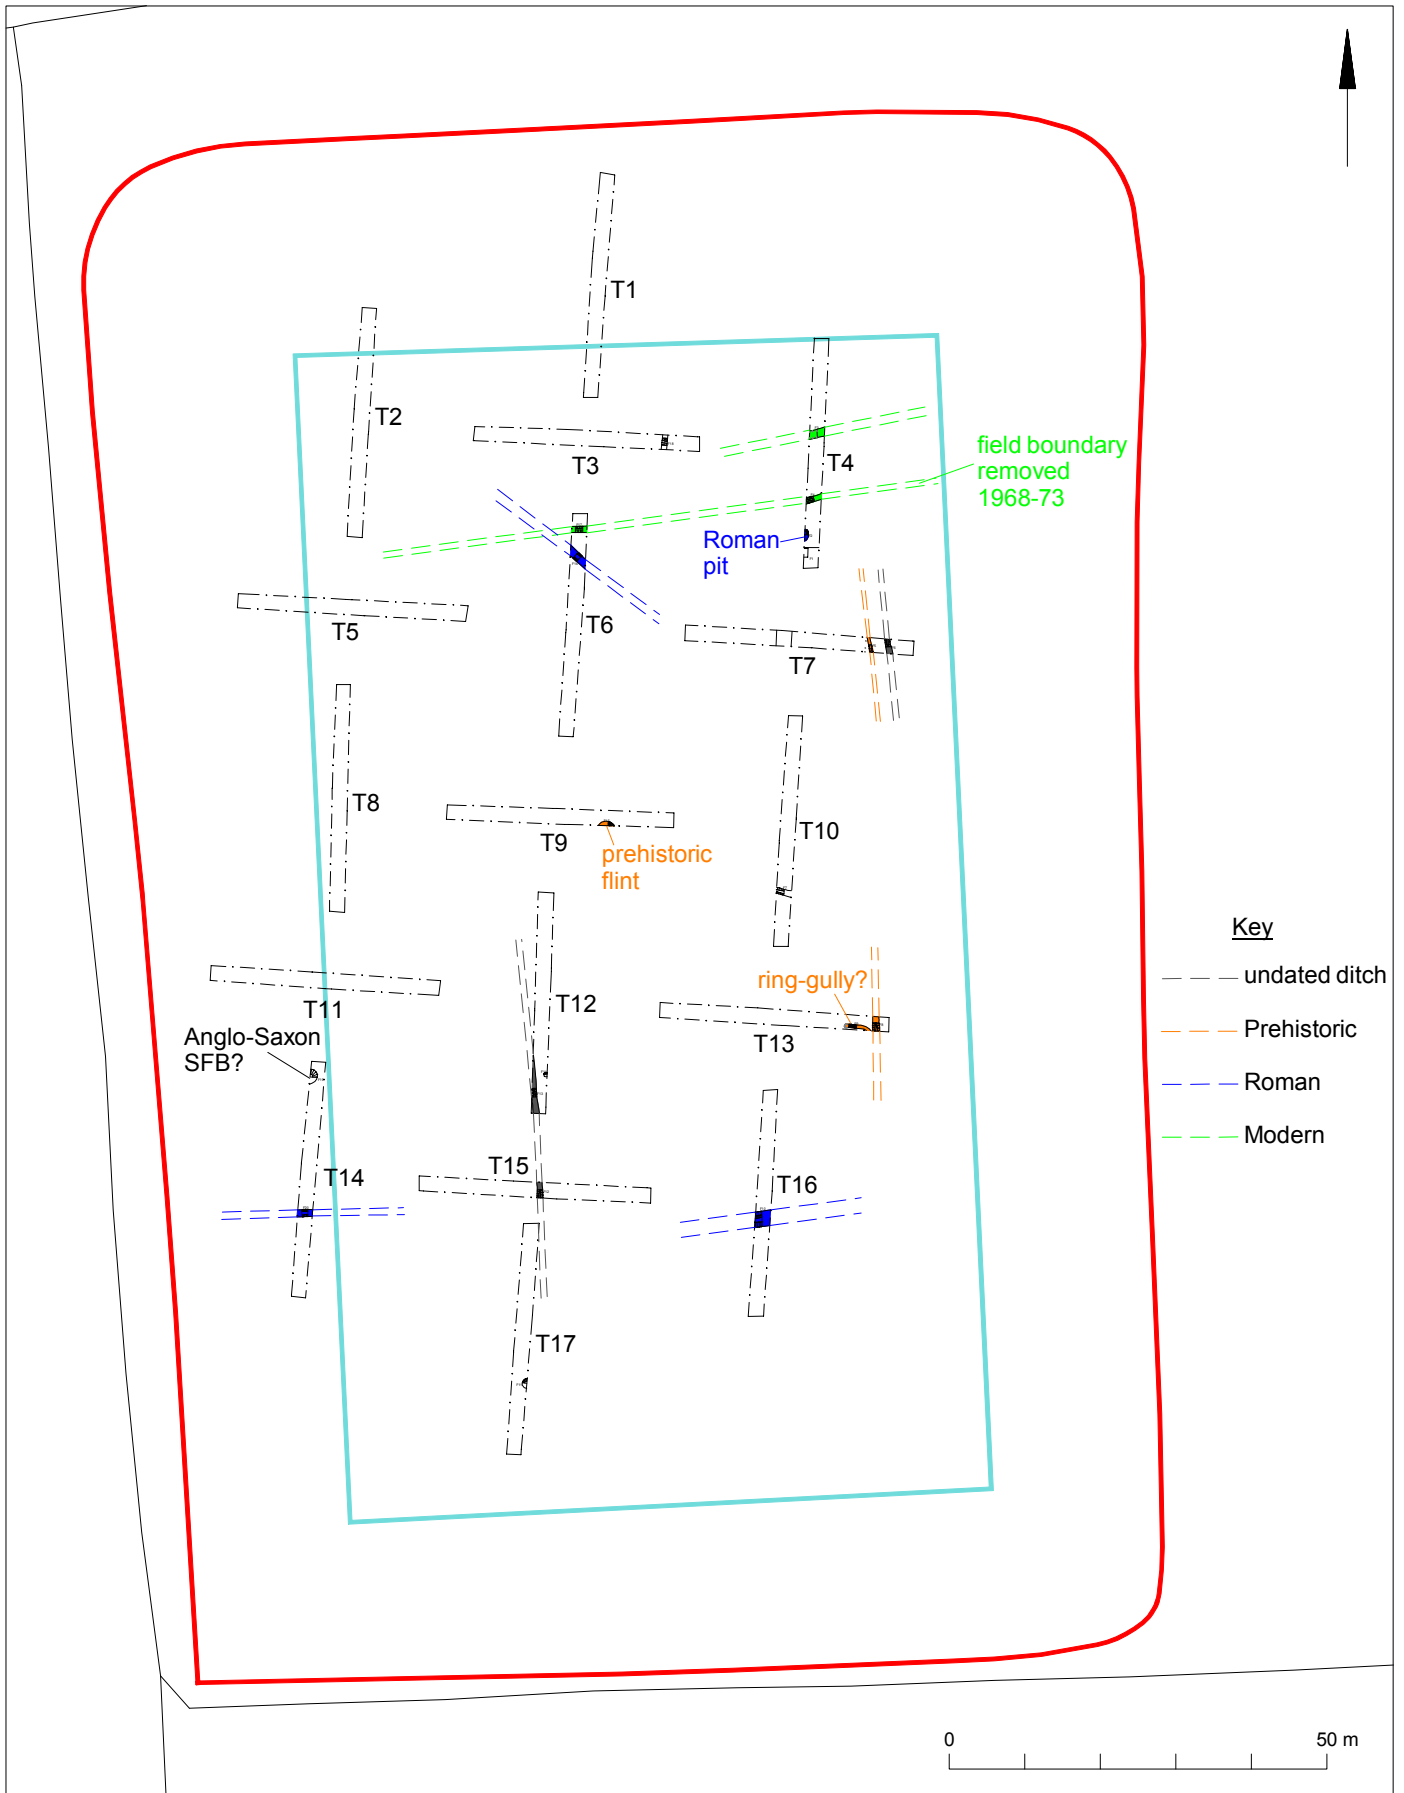 T1
T2
T3
T4
field boundary
removed
1968-73
Roman
pit
T5
T6
T7
T8
T9
prehistoric
flint
T10
Key
undated ditch
Prehistoric
Roman
Modern
ring-gully?
T11
T12
T13
Anglo-Saxon
SFB?
T14
T15
T16
T17
0
50 m